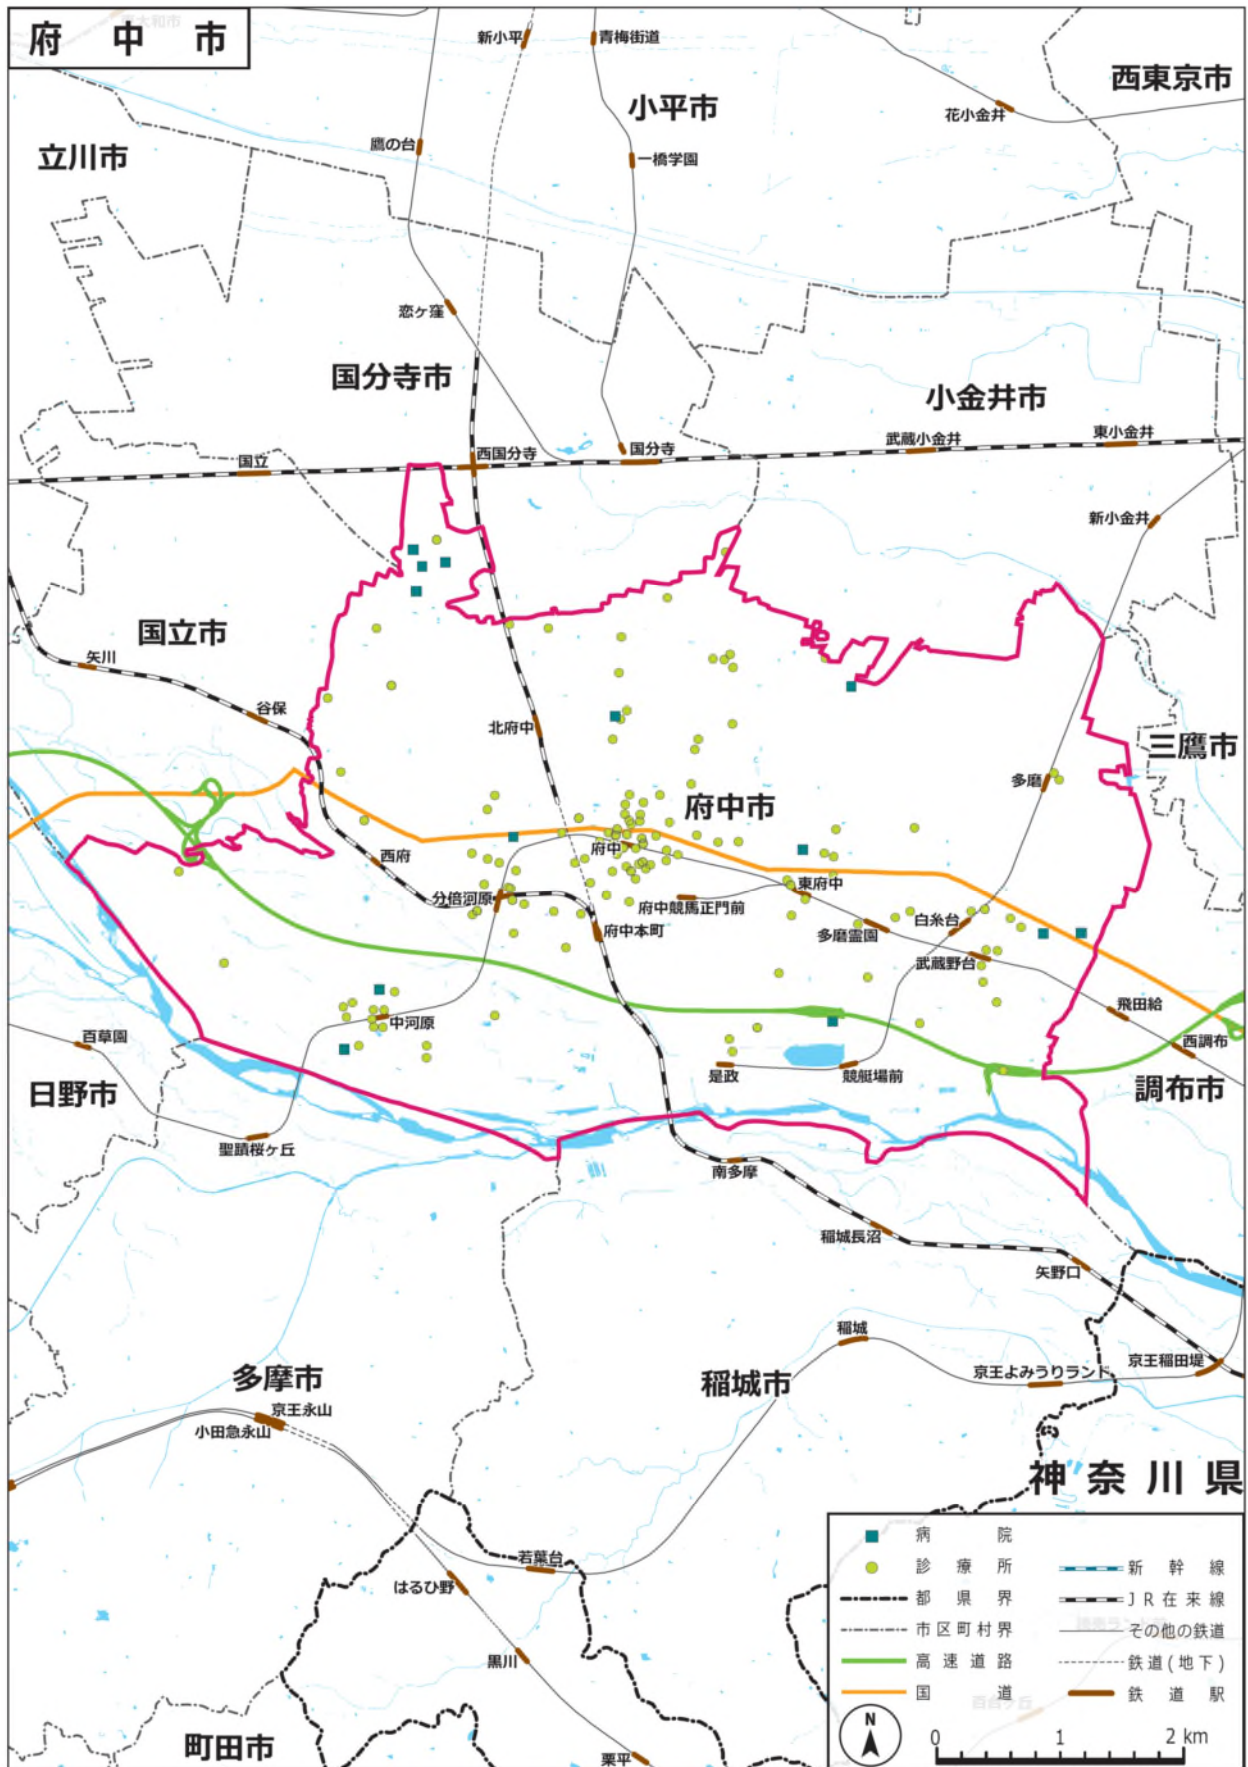 府中市
東大和市
新小平
青梅街道
西東京市
小平市
花小金井
立川市
鷹の台
一橋学園
恋ヶ窪
国分寺市
小金井市
国立
西国分寺
国分寺
武蔵小金井
東小金井
新小金井
国立市
矢川
谷保
北府中
三鷹市
多磨
府中市
西府
府中
分倍河原
府中競馬正門前
東府中
府中本町
多磨霊園
白糸台
武蔵野台
飛田給
中河原
百草園
西調布
是政
競艇場前
日野市
調布市
聖蹟桜ヶ丘
南多摩
稲城長沼
矢野口
稲城
京王よみうりランド
京王稲田堤
多摩市
稲城市
京王永山
小田急永山
神奈川県
若葉台
はるひ野
黒川
町田市
栗平
病院
診療所
新幹線
都県界
JR在来線
市区町村界
その他の鉄道
高速道路
鉄道(地下)
国道
鉄道駅
百合ヶ丘
N
0 1 2 km